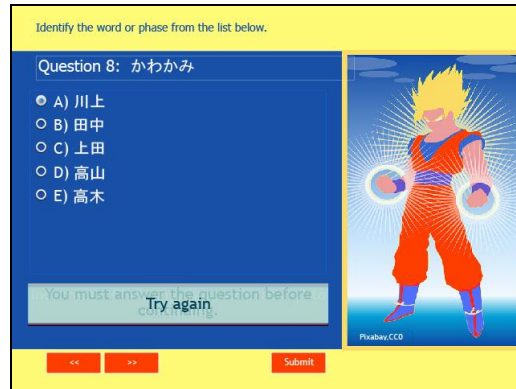 Identify the word or phase from the list below.
Question 8: かわかみ
A) 川上
B) 田中
C) 上田
D) 高山
E) 高木
You must answer the question before
continuing.
Try again
Pixabay,CC0
<<
>>
Submit